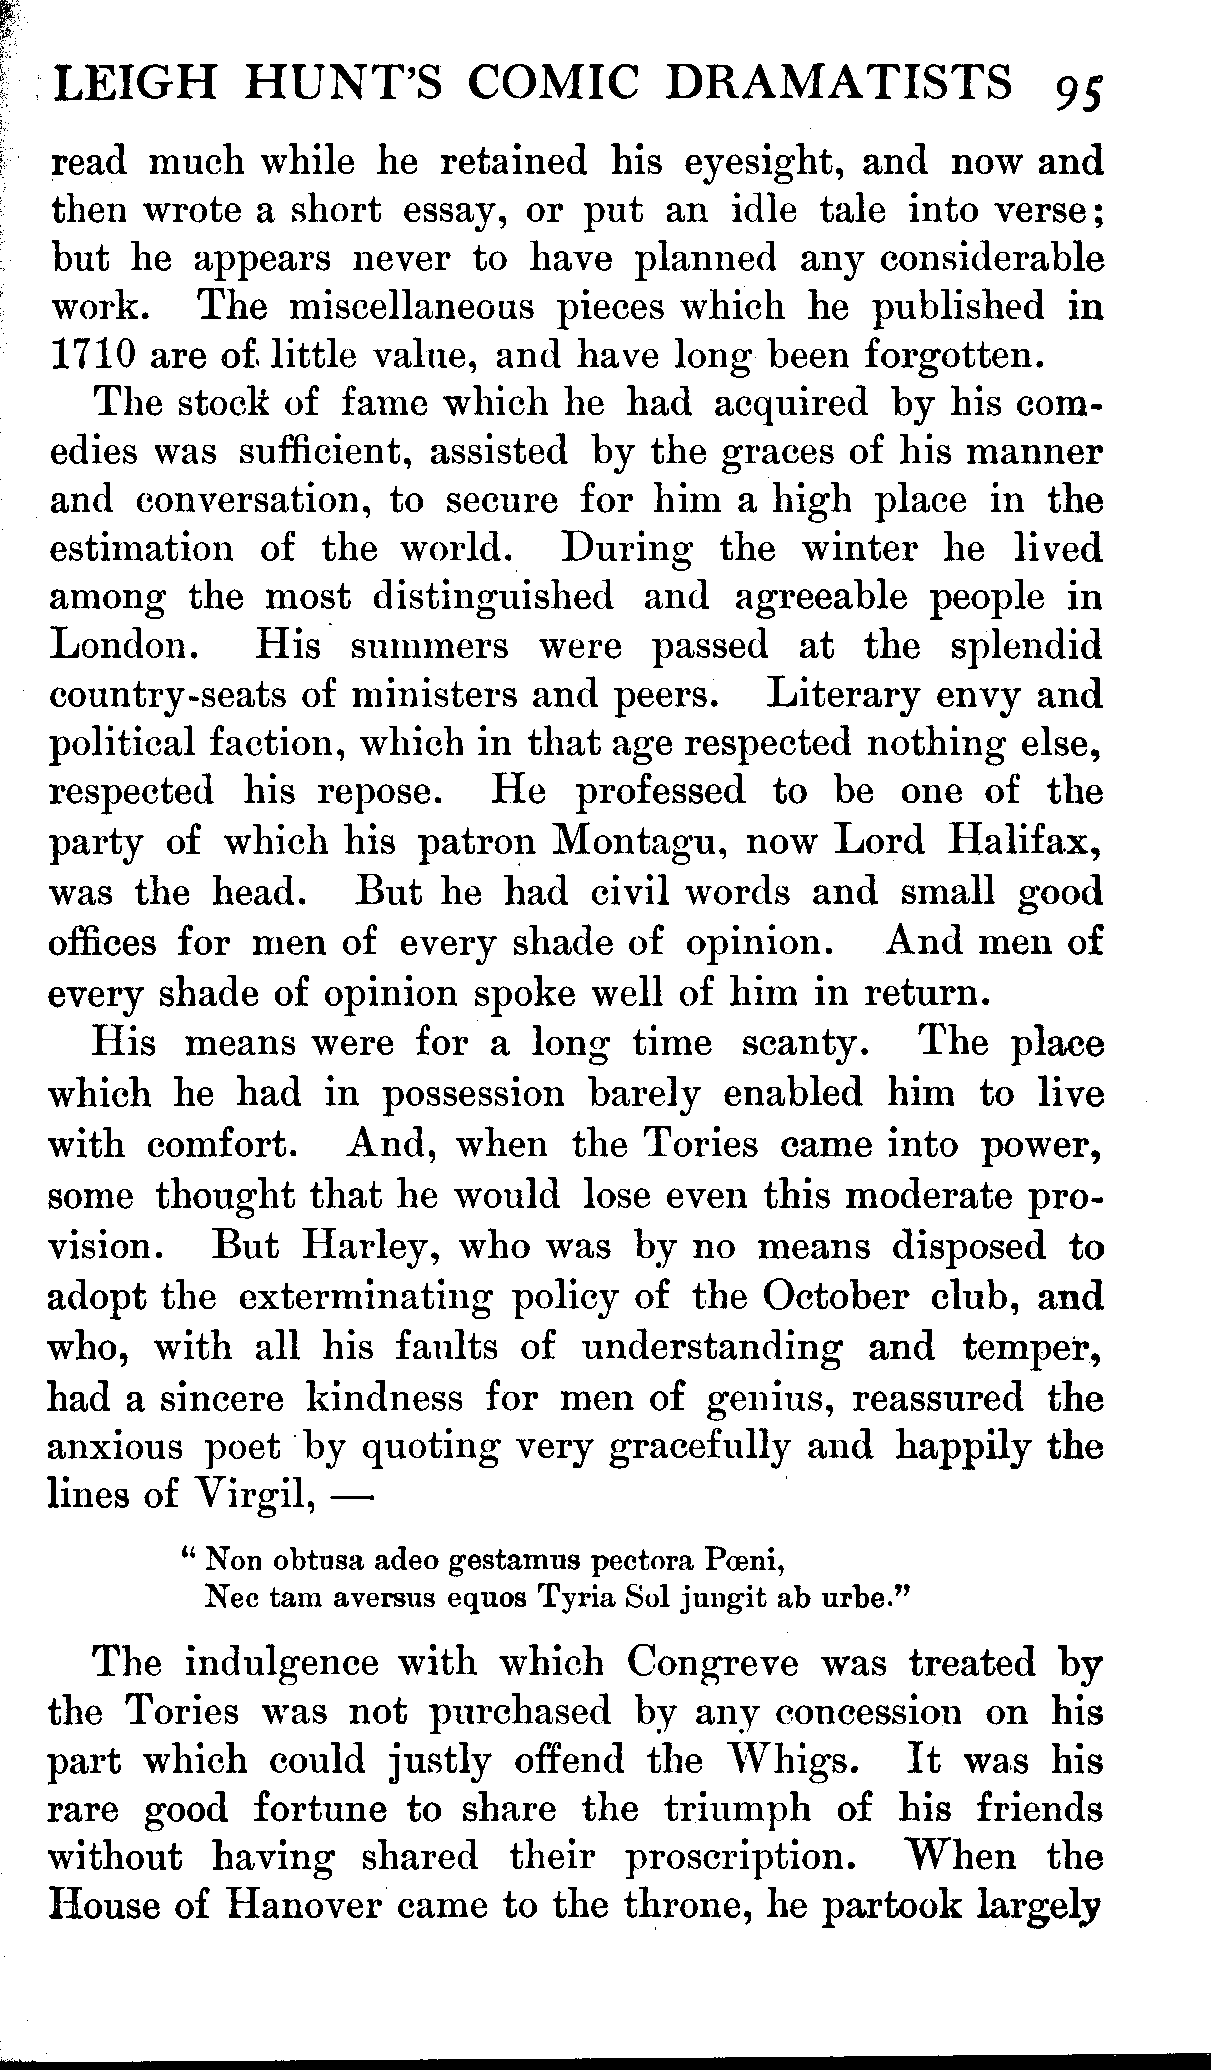 LEIGH HUNT'S COMIC DRAMATISTS 95
read much while he retained his eyesight, and now and
then wrote a short essay, or put an idle tale into verse;
but he appears never to have planned any considerable
work. The miscellaneous pieces which he published in
1710 are of little value, and have long been forgotten.
The stock of fame which he had acquired by his com-
edies was sufficient, assisted by the graces of his manner
and conversation, to secure for him a high place in the
estimation of the world. During the winter he lived
among the most distinguished and agreeable people in
London. His summers were passed at the splendid
country-seats of ministers and peers. Literary envy and
political faction, which in that age respected nothing else,
respected his repose. He professed to be one of the
party of which his patron Montagu, now Lord Halifax,
was the head. But he had civil words and small good
offices for men of every shade of opinion. And men of
every shade of opinion spoke well of him in return.
His means were for a long time scanty. The place
which he had in possession barely enabled him to live
with comfort. And, when the Tories came into power,
some thought that he would lose even this moderate pro-
vision. But Harley, who was by no means disposed to
adopt the exterminating policy of the October club, and
who, with all his faults of understanding and temper,
had a sincere kindness for men of genius, reassured the
anxious poet by quoting very gracefully and happily the
lines of Virgil, —
"Non obtusa adeo gestamus pectora Pœni,
Nec tam aversus equos Tyria Sol jungit ab urbe."
The indulgence with which Congreve was treated by
the Tories was not purchased by any concession on his
part which could justly offend the Whigs. It was his
rare good fortune to share the triumph of his friends
without having shared their proscription. When the
House of Hanover came to the throne, he partook largely